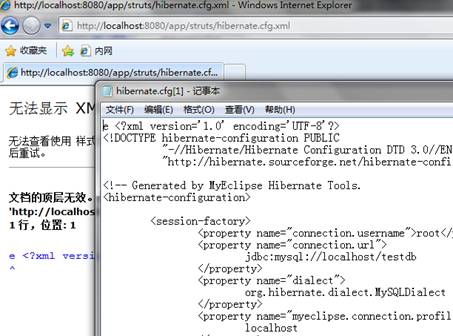 http://localhost:8080/app/struts/hibernate.cfg.xml - Windows Internet Explorer
http://localhost:8080/app/struts/hibernate.cfg.xml
收藏夹
内网
http://localhost:8080/app/struts/hibernate.cf...
无法显示 XM
无法查看使用 样式
后重试。
文档的顶层无效。
'http://localhos
1 行，位置: 1
e <?xml versi
^
hibernate.cfg[1] - 记事本
文件(F) 编辑(E) 格式(O) 查看(V) 帮助(H)
e <?xml version='1.0' encoding='UTF-8'?>
<!DOCTYPE hibernate-configuration PUBLIC
"-//Hibernate/Hibernate Configuration DTD 3.0//EN
"http://hibernate.sourceforge.net/hibernate-confi
<!-- Generated by MyEclipse Hibernate Tools.
<hibernate-configuration>
<session-factory>
<property name="connection.username">root</
<property name="connection.url">
jdbc:mysql://localhost/testdb
</property>
<property name="dialect">
org.hibernate.dialect.MySQLDialect
</property>
<property name="myeclipse.connection.profil
localhost